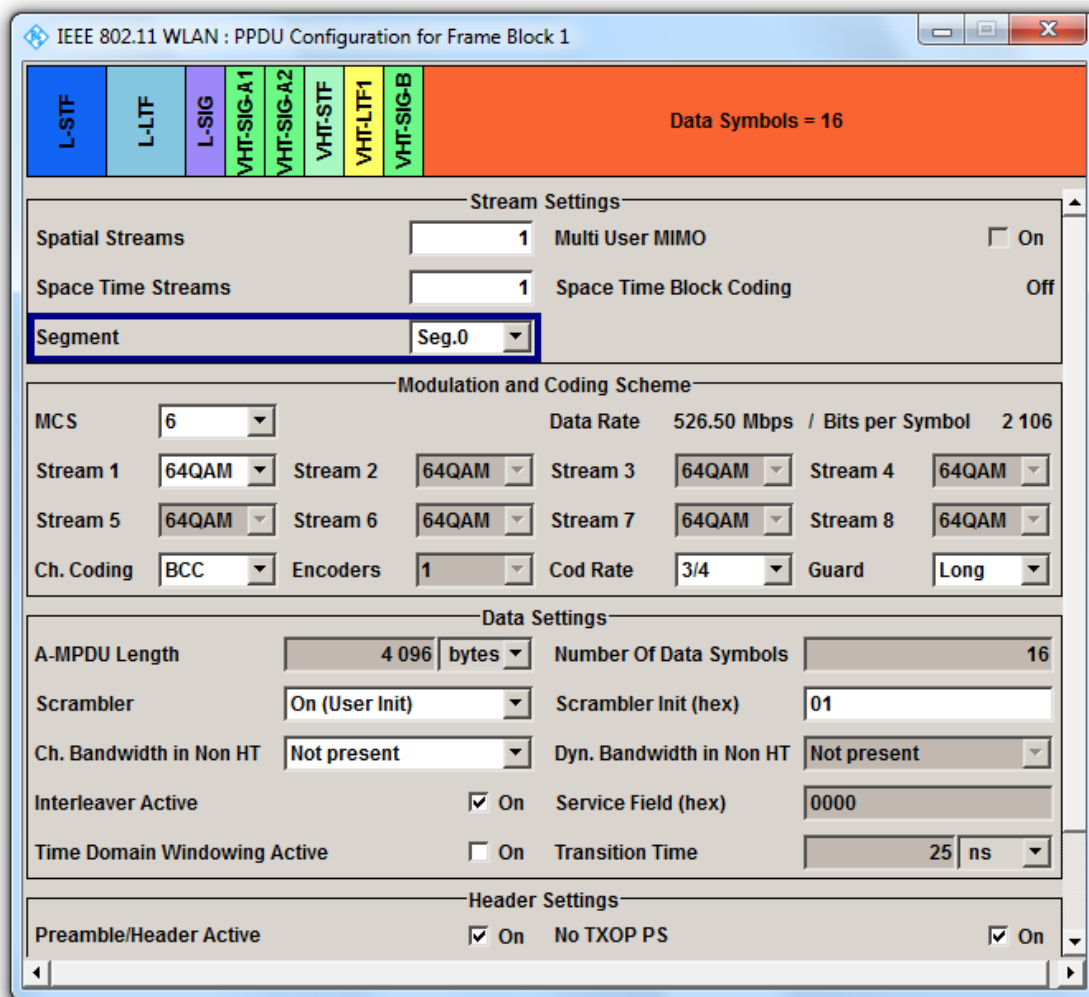 IEEE 802.11 WLAN : PPDU Configuration for Frame Block 1
L-STF L-LTF L-SIG VHT-SIG-A1 VHT-SIG-A2 VHT-STF VHT-LTF1 VHT-SIG-B Data Symbols = 16
Stream Settings
Spatial Streams 1 Multi User MIMO On
Space Time Streams 1 Space Time Block Coding Off
Segment Seg.0
Modulation and Coding Scheme
MCS 6 Data Rate 526.50 Mbps / Bits per Symbol 2 106
Stream 1 64QAM Stream 2 64QAM Stream 3 64QAM Stream 4 64QAM
Stream 5 64QAM Stream 6 64QAM Stream 7 64QAM Stream 8 64QAM
Ch. Coding BCC Encoders 1 Cod Rate 3/4 Guard Long
Data Settings
A-MPDU Length 4 096 bytes Number Of Data Symbols 16
Scrambler On (User Init) Scrambler Init (hex) 01
Ch. Bandwidth in Non HT Not present Dyn. Bandwidth in Non HT Not present
Interleaver Active On Service Field (hex) 0000
Time Domain Windowing Active On Transition Time 25 ns
Header Settings
Preamble/Header Active On No TXOP PS On